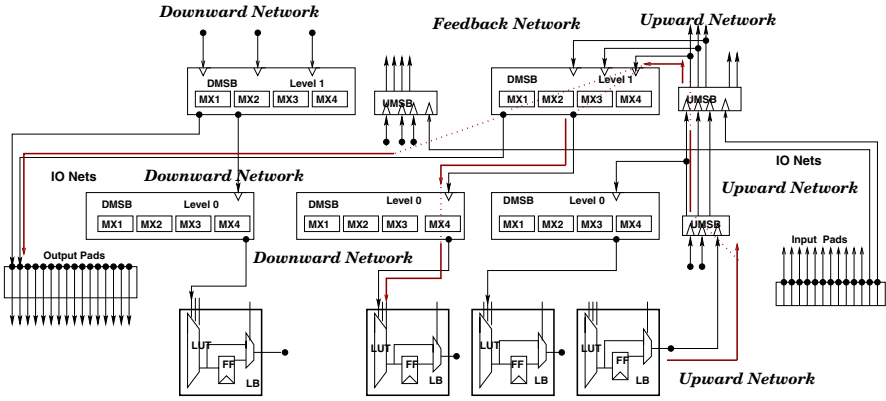 Downward Network
Feedback Network
Upward Network
DMSB Level 1
MX1 MX2 MX3 MX4
UMSB
DMSB Level 1
MX1 MX2 MX3 MX4
UMSB
IO Nets
Downward Network
IO Nets
Upward Network
DMSB Level 0
MX1 MX2 MX3 MX4
DMSB Level 0
MX1 MX2 MX3 MX4
DMSB Level 0
MX1 MX2 MX3 MX4
UMSB
Output Pads
Downward Network
Input Pads
LUT FF LB
LUT FF LB
LUT FF LB
LUT FF LB
Upward Network